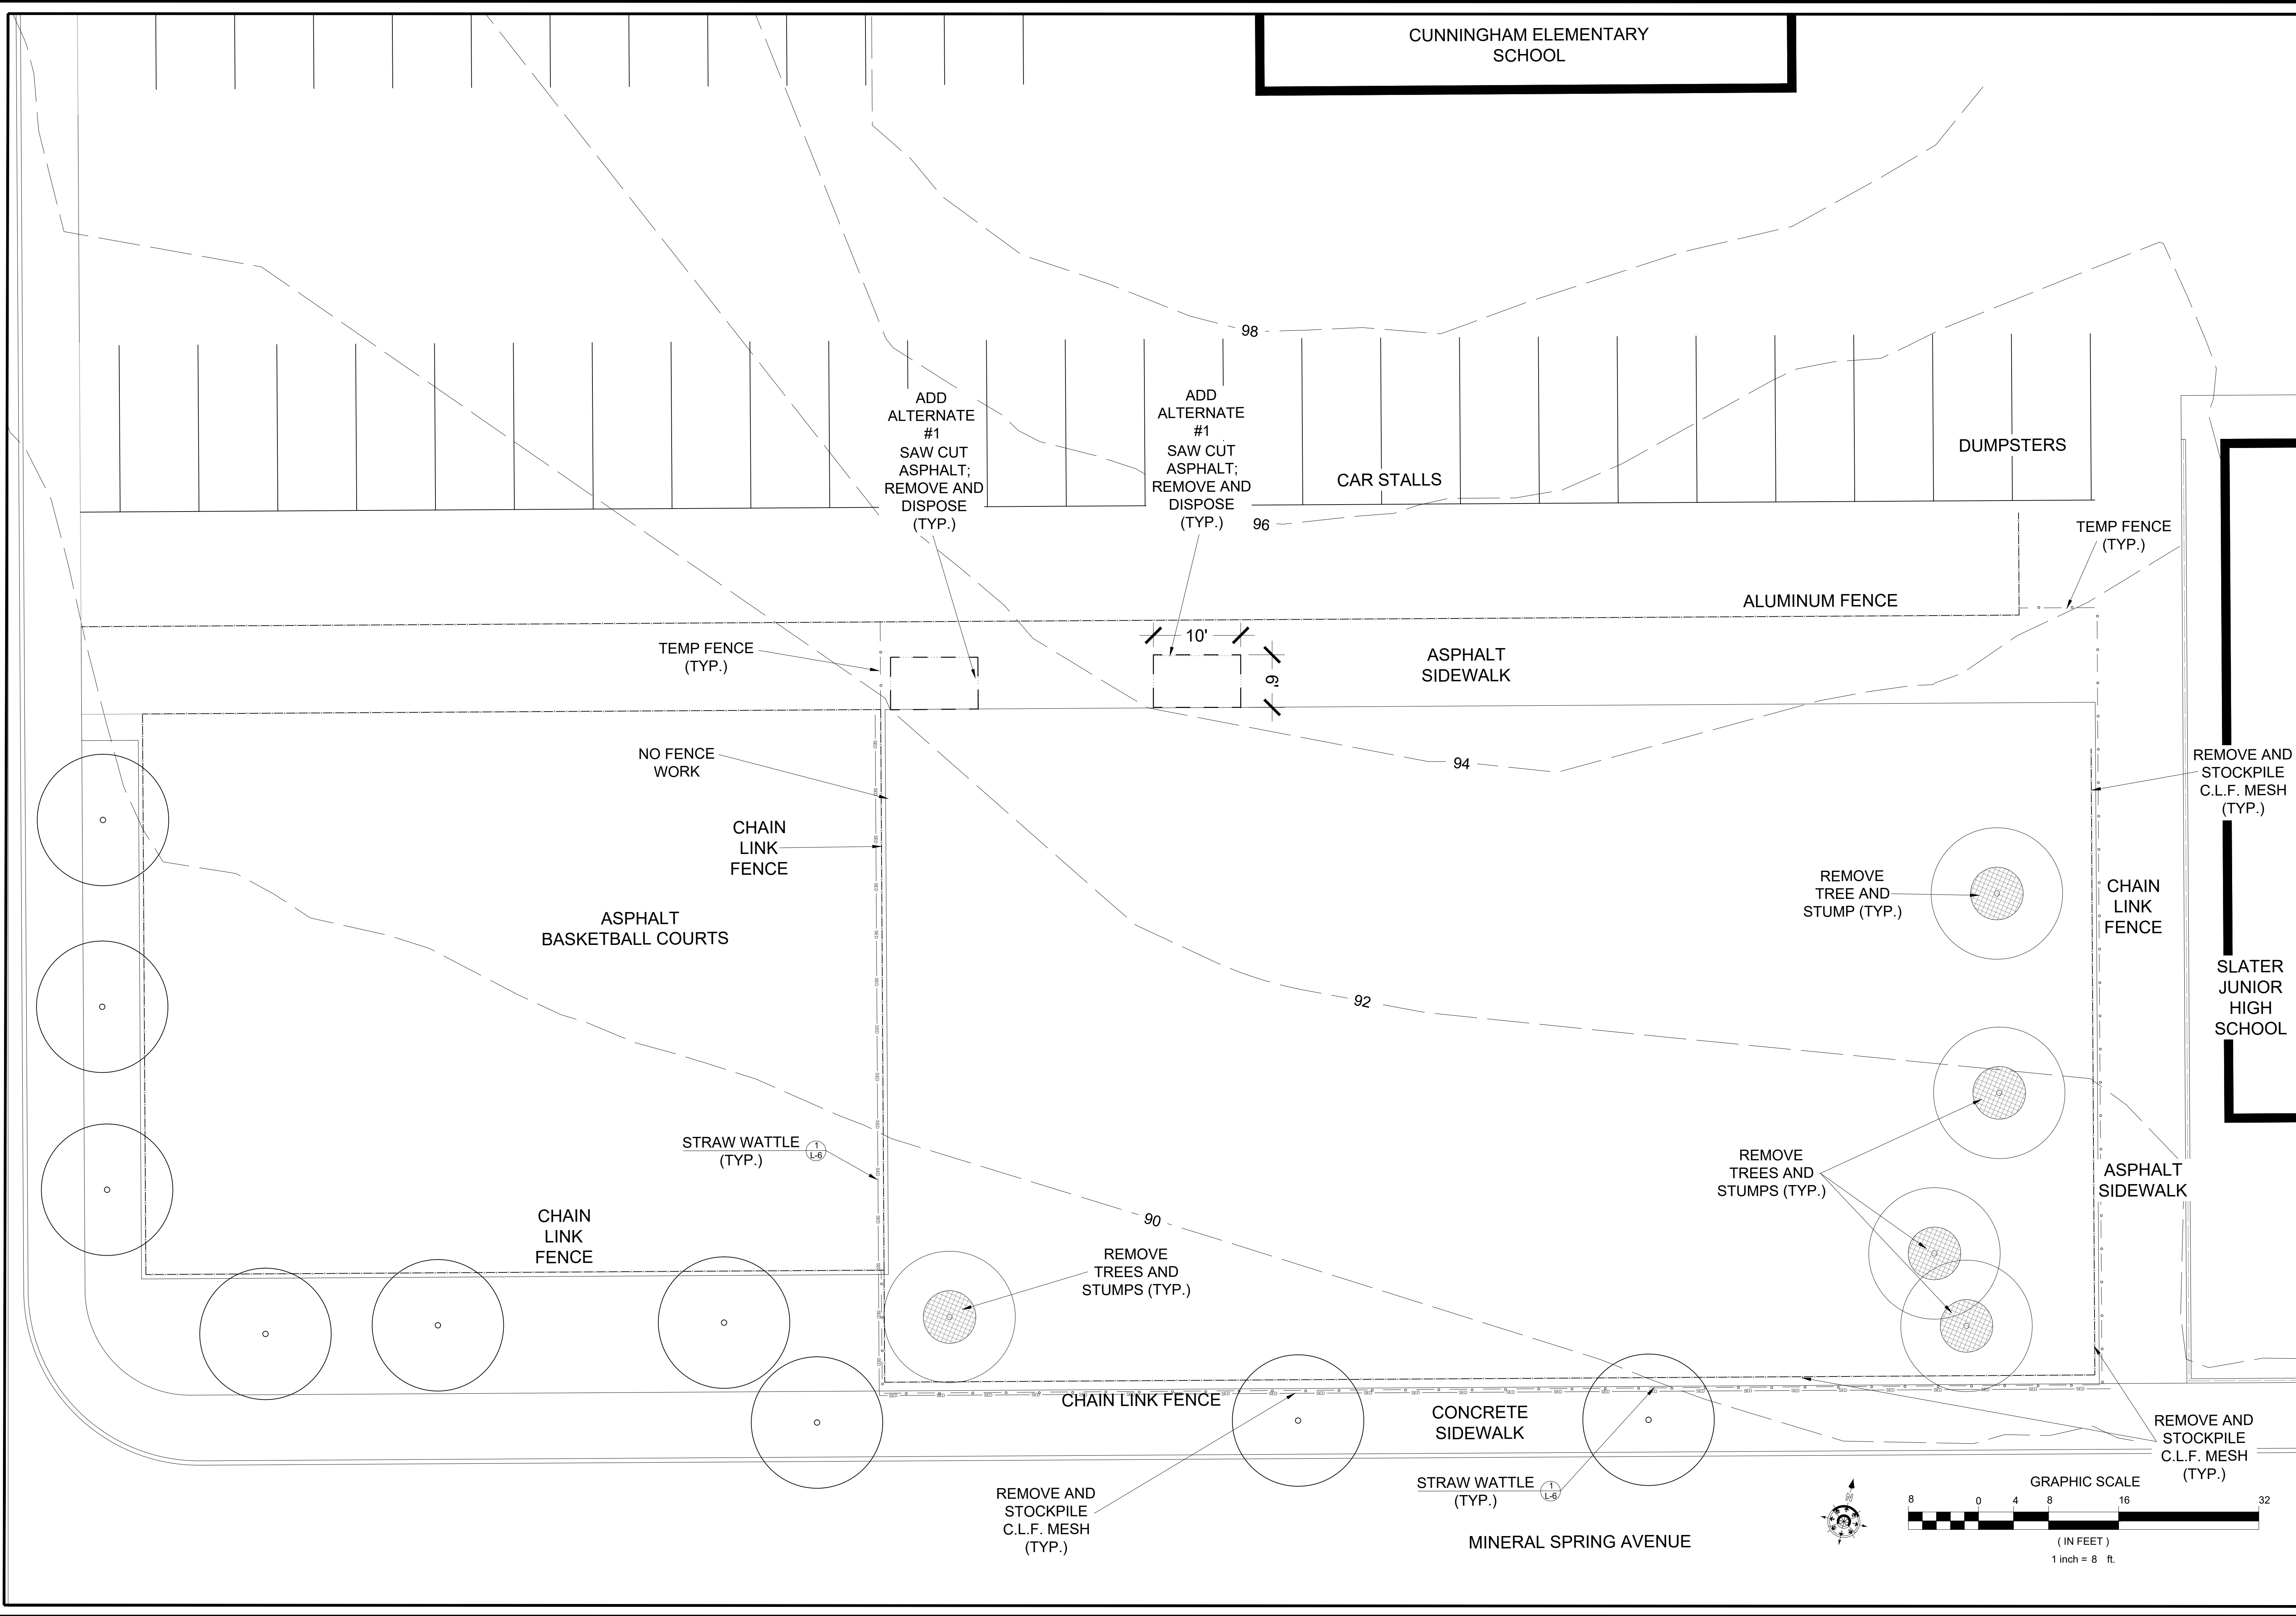 CUNNINGHAM ELEMENTARY
SCHOOL
98
ADD
ALTERNATE
#1
SAW CUT
ASPHALT;
REMOVE AND
DISPOSE
(TYP.)
ADD
ALTERNATE
#1
SAW CUT
ASPHALT;
REMOVE AND
DISPOSE
(TYP.)
CAR STALLS
DUMPSTERS
96
TEMP FENCE
(TYP.)
ALUMINUM FENCE
TEMP FENCE
(TYP.)
10'
6'
ASPHALT
SIDEWALK
NO FENCE
WORK
94
REMOVE AND
STOCKPILE
C.L.F. MESH
(TYP.)
CHAIN
LINK
FENCE
REMOVE
TREE AND
STUMP (TYP.)
CHAIN
LINK
FENCE
ASPHALT
BASKETBALL COURTS
SLATER
JUNIOR
HIGH
SCHOOL
92
STRAW WATTLE
(TYP.)
1
L-6
REMOVE
TREES AND
STUMPS (TYP.)
ASPHALT
SIDEWALK
CHAIN
LINK
FENCE
90
REMOVE
TREES AND
STUMPS (TYP.)
CHAIN LINK FENCE
CONCRETE
SIDEWALK
REMOVE AND
STOCKPILE
C.L.F. MESH
(TYP.)
REMOVE AND
STOCKPILE
C.L.F. MESH
(TYP.)
STRAW WATTLE
(TYP.)
1
L-6
MINERAL SPRING AVENUE
N
GRAPHIC SCALE
8 0 4 8 16 32
( IN FEET )
1 inch = 8 ft.